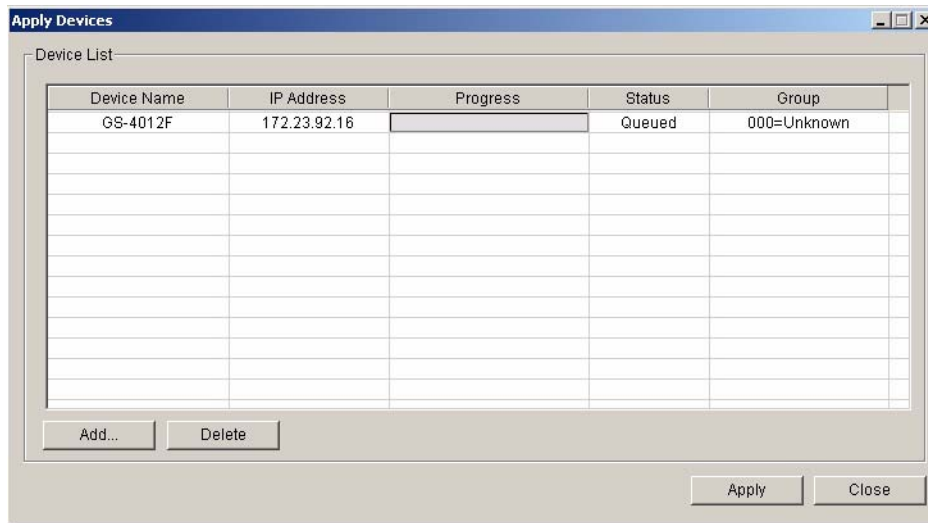 Apply Devices
Device List
Device Name IP Address Progress Status Group
GS-4012F 172.23.92.16 Queued 000=Unknown
Add... Delete
Apply Close